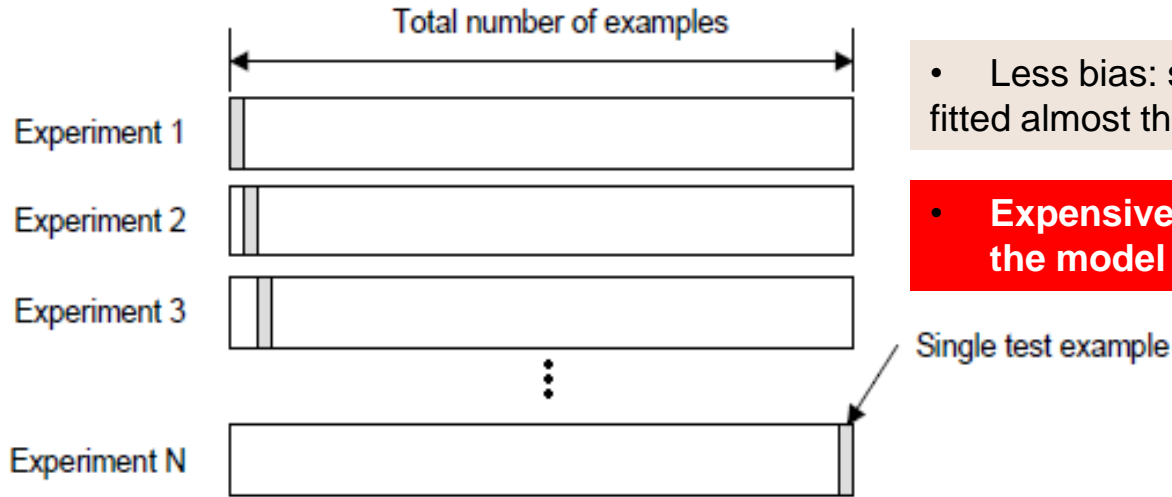 Total number of examples
Experiment 1
Experiment 2
Experiment 3
Experiment N
• Less bias:
fitted almost
• Expensive
the model
Single test example